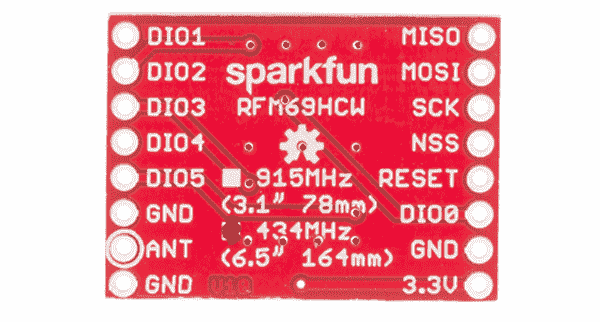 DIO1
DIO2
DIO3
DIO4
DIO5
GND
ANT
GND
sparkfun
RFM69HCW
915MHz
(3.1" 78mm)
434MHz
(6.5" 164mm)
MISO
MOSI
SCK
NSS
RESET
DIO0
GND
3.3V